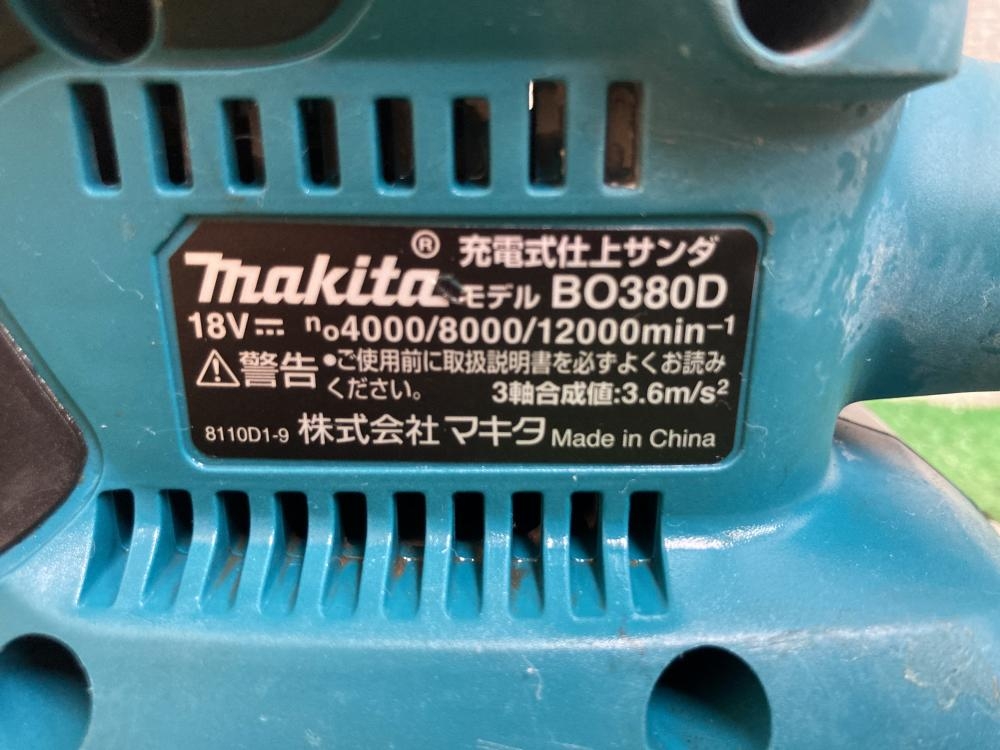 makita® 充電式仕上サンダ
モデル BO380D
18V⎓ no4000/8000/12000min-1
⚠警告 •ご使用前に取扱説明書を必ずよくお読み
ください。 3軸合成値:3.6m/s²
8110D1-9 株式会社 マキタ Made in China